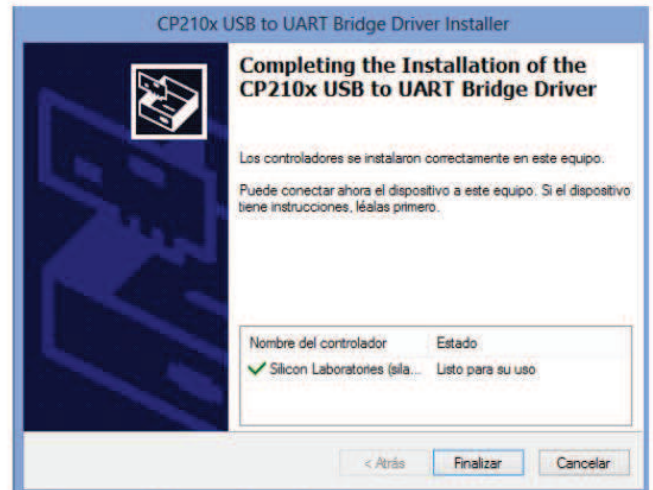 CP210x USB to UART Bridge Driver Installer
Completing the Installation of the
CP210x USB to UART Bridge Driver
Los controladores se instalaron correctamente en este equipo.
Puede conectar ahora el dispositivo a este equipo. Si el dispositivo
tiene instrucciones, léalas primero.
Nombre del controlador Estado
Silicon Laboratories (sila... Listo para su uso
< Atrás Finalizar Cancelar